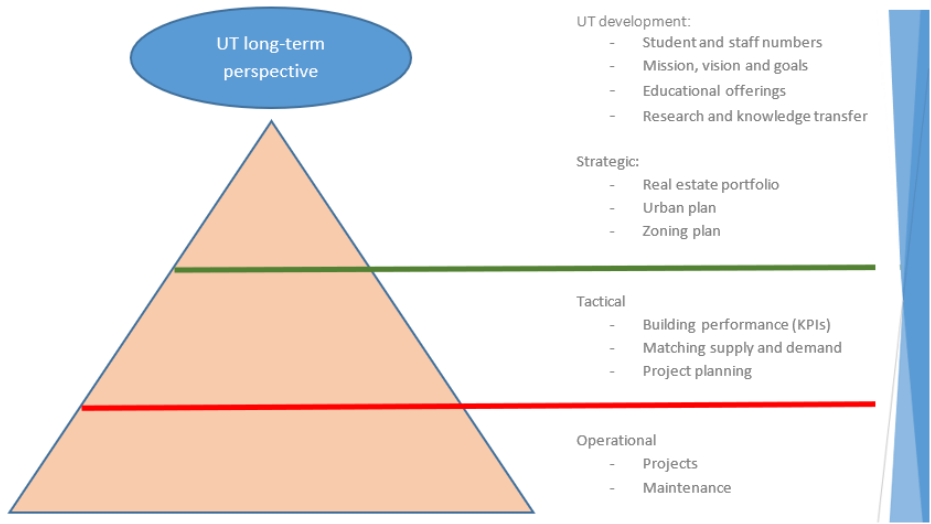 UT long-term
perspective
UT development:
- Student and staff numbers
- Mission, vision and goals
- Educational offerings
- Research and knowledge transfer
Strategic:
- Real estate portfolio
- Urban plan
- Zoning plan
Tactical
- Building performance (KPIs)
- Matching supply and demand
- Project planning
Operational
- Projects
- Maintenance